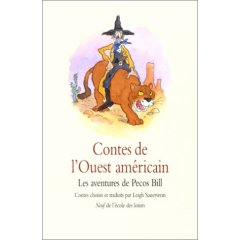 Contes de
l'Ouest américain
Les aventures de Pecos Bill
Contes choisis et traduits par Leigh Sauerwein
Neuf de l'école des loisirs